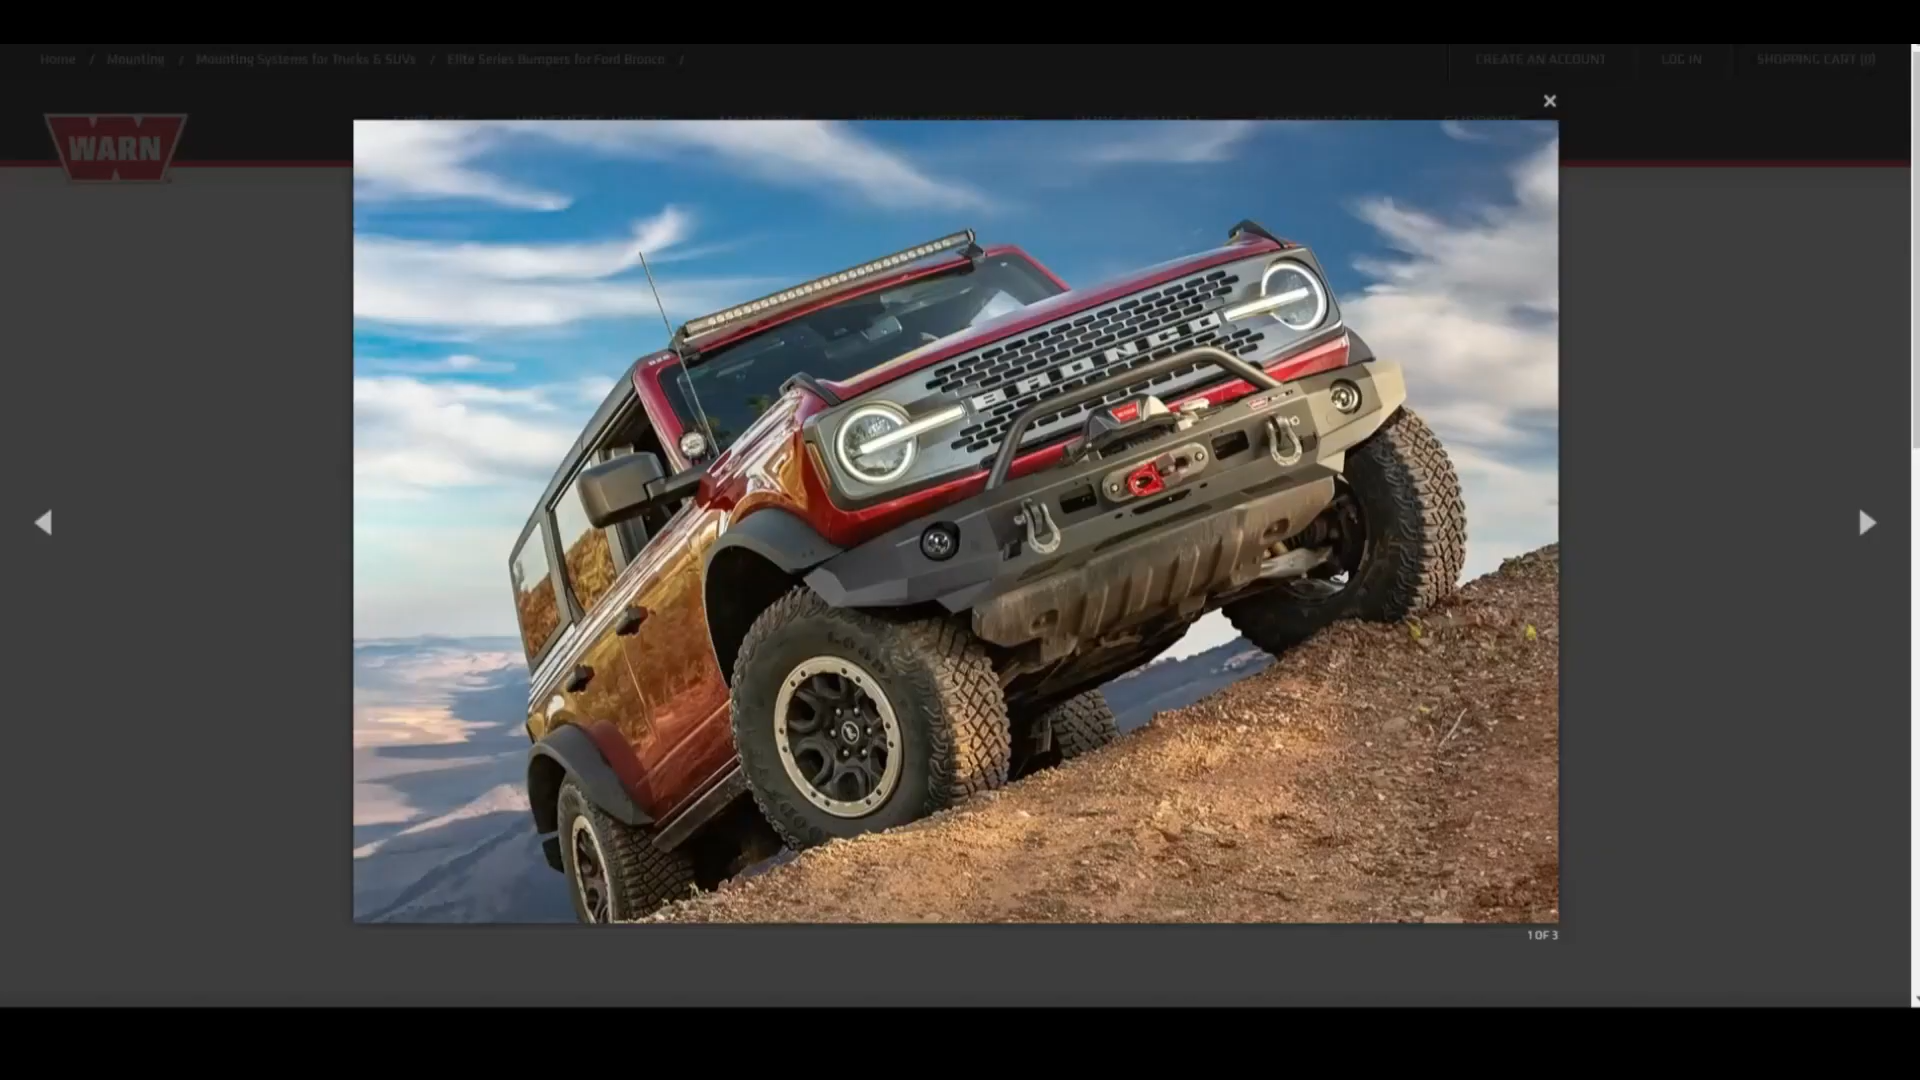 Home / Mounting / Mounting Systems for Trucks & SUVs / Elite Series Bumpers for Ford Bronco /
CREATE AN ACCOUNT
LOG IN
SHOPPING CART (0)
WARN
BRONCO
WARN
1 OF 3